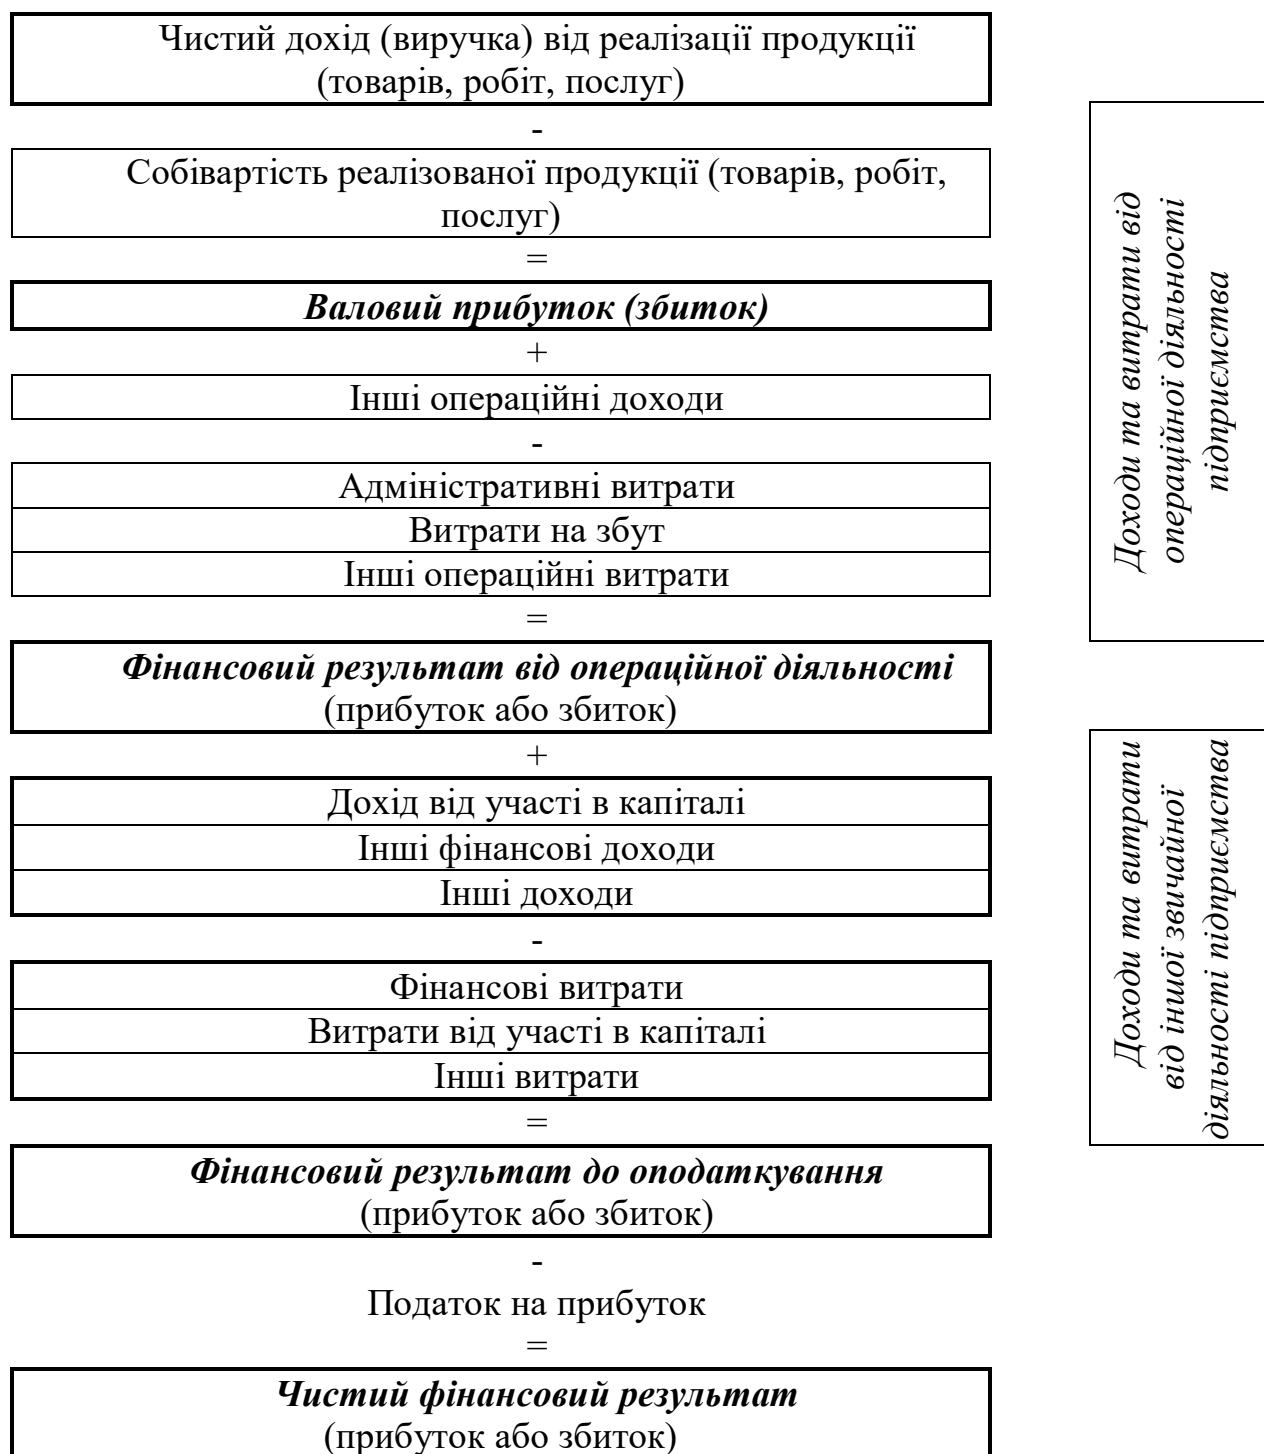 Чистий дохід (виручка) від реалізації продукції
(товарів, робіт, послуг)
-
Собівартість реалізованої продукції (товарів, робіт,
послуг)
=
Валовий прибуток (збиток)
+
Інші операційні доходи
-
Адміністративні витрати
Витрати на збут
Інші операційні витрати
=
Фінансовий результат від операційної діяльності
(прибуток або збиток)
+
Дохід від участі в капіталі
Інші фінансові доходи
Інші доходи
-
Фінансові витрати
Витрати від участі в капіталі
Інші витрати
=
Фінансовий результат до оподаткування
(прибуток або збиток)
-
Податок на прибуток
=
Чистий фінансовий результат
(прибуток або збиток)
Доходи та витрати від
операційної діяльності
підприємства
Доходи та витрати
від іншої звичайної
діяльності підприємства